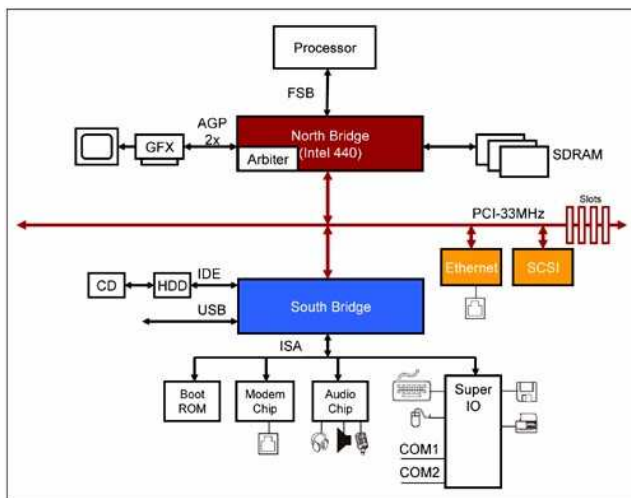 Processor
FSB
AGP
2x
North Bridge
(Intel 440)
Arbiter
GFX
SDRAM
PCI-33MHz
Slots
Ethernet
SCSI
CD
HDD
IDE
USB
South Bridge
ISA
Boot
ROM
Modem
Chip
Audio
Chip
Super
IO
COM1
COM2